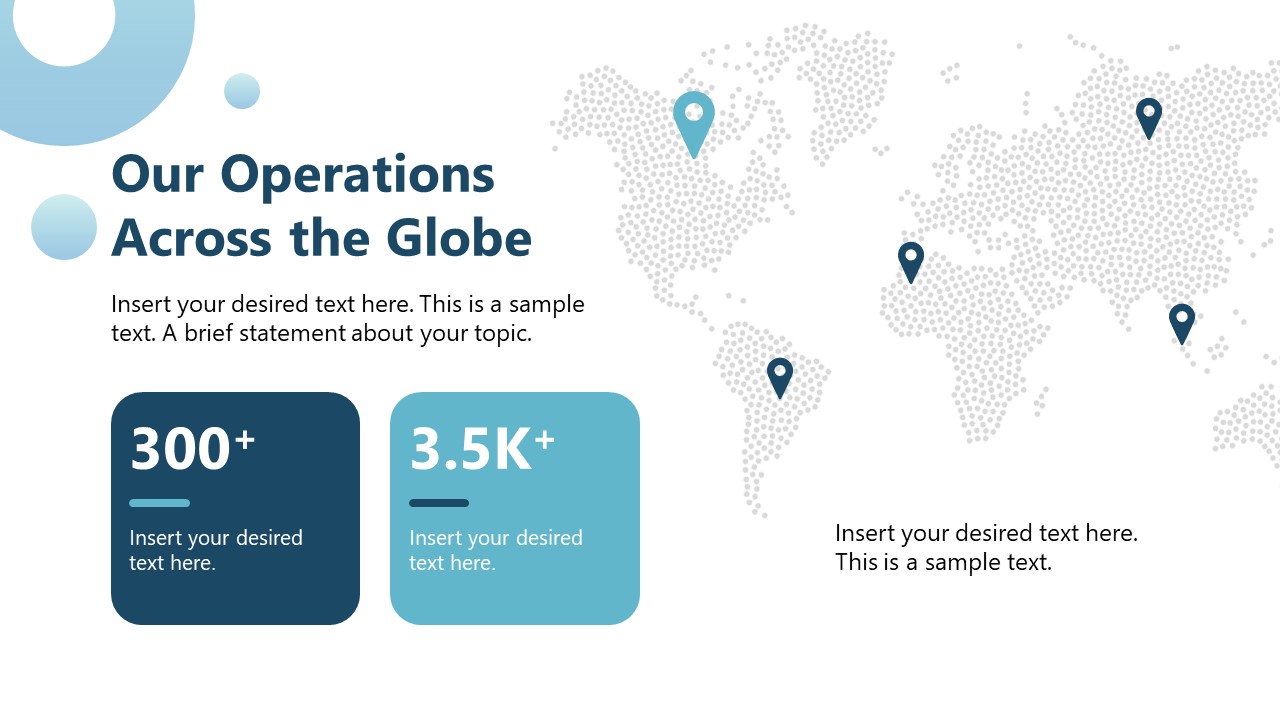 Our Operations
Across the Globe
Insert your desired text here. This is a sample
text. A brief statement about your topic.
300+
Insert your desired
text here.
3.5K+
Insert your desired
text here.
Insert your desired text here.
This is a sample text.